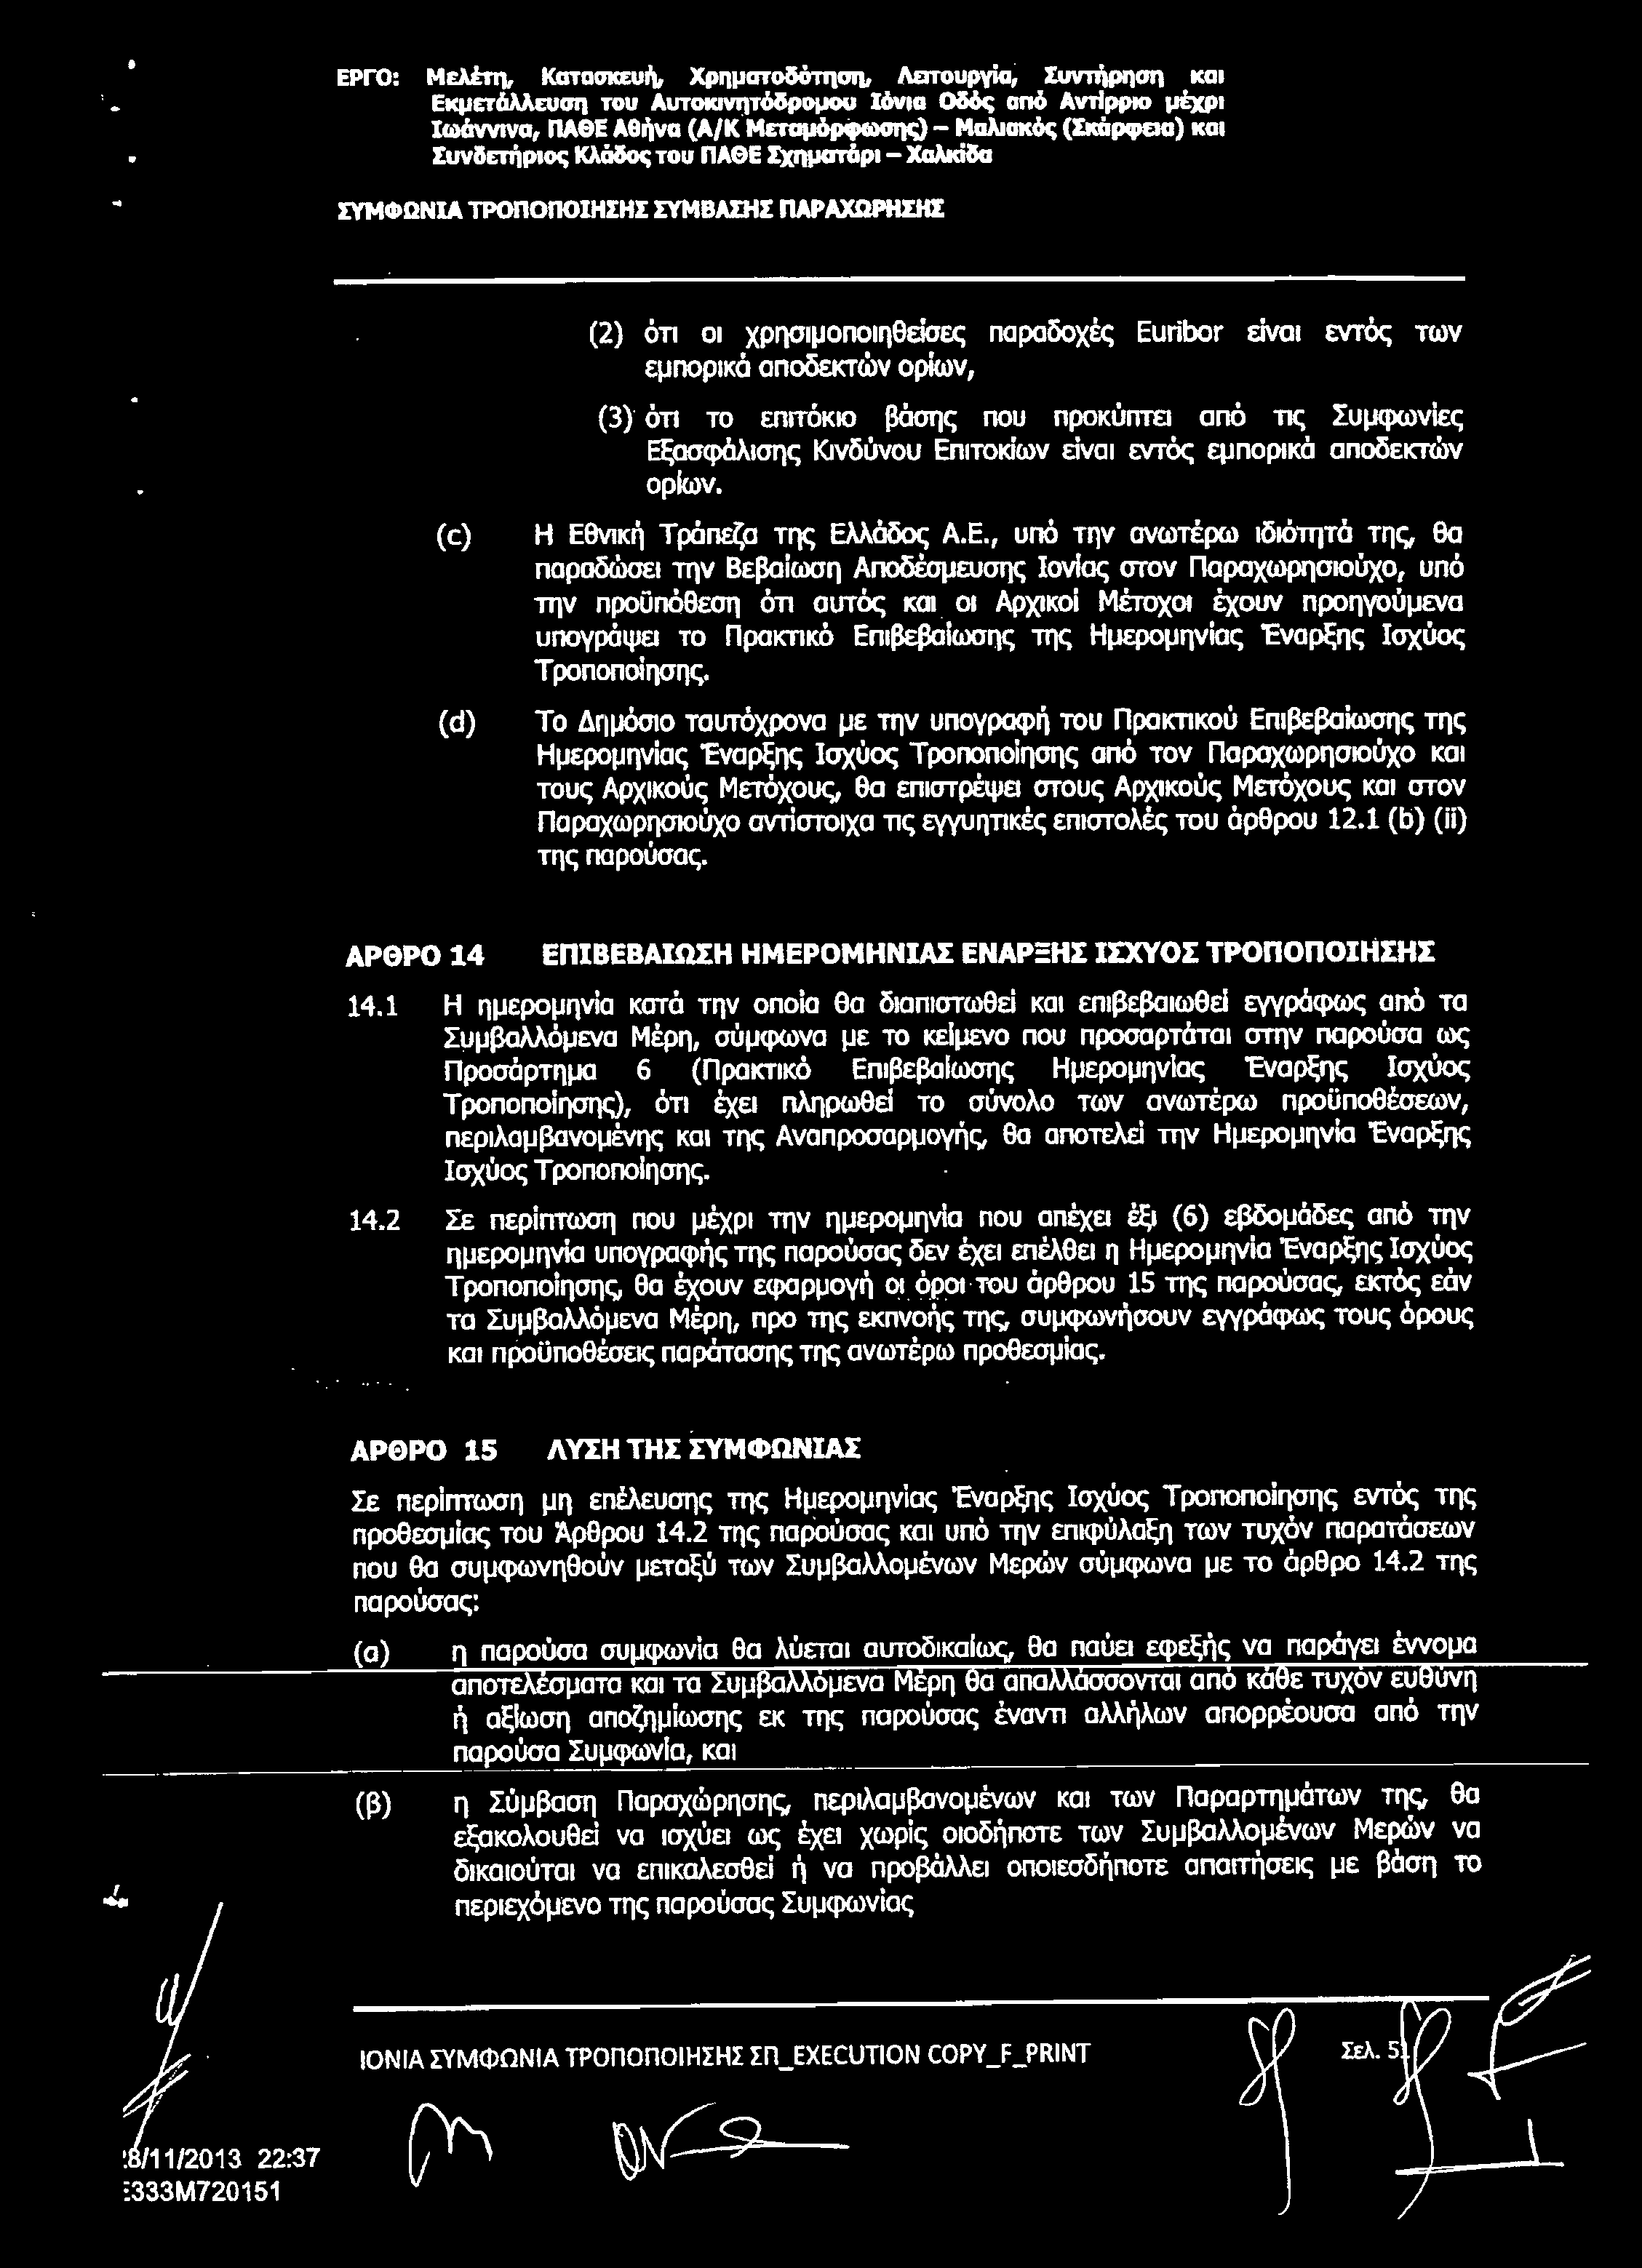 ΕΡΓΟ: Μελέτη, Κατασκευή, Χρηματοδότηση, Λειτουργία, Συντήρηση και
Εκμετάλλευση του Αυτοκινητόδρομου Ιόνια Οδός από Αντίρριο μέχρι
Ιωάννινα, ΠΑΘΕ Αθήνα (Α/Κ Μεταμόρφωσης) – Μαλιακός (Σκάρφεια) και
Συνδετήριος Κλάδος του ΠΑΘΕ Σχηματάρι – Χαλκίδα
ΣΥΜΦΩΝΙΑ ΤΡΟΠΟΠΟΙΗΣΗΣ ΣΥΜΒΑΣΗΣ ΠΑΡΑΧΩΡΗΣΗΣ
(2) ότι οι χρησιμοποιηθείσες παραδοχές Euribor είναι εντός των
εμπορικά αποδεκτών ορίων,
(3) ότι το επιτόκιο βάσης που προκύπτει από τις Συμφωνίες
Εξασφάλισης Κινδύνου Επιτοκίων είναι εντός εμπορικά αποδεκτών
ορίων.
(c) Η Εθνική Τράπεζα της Ελλάδος Α.Ε., υπό την ανωτέρω ιδιότητά της, θα
παραδώσει την Βεβαίωση Αποδέσμευσης Ιονίας στον Παραχωρησιούχο, υπό
την προϋπόθεση ότι αυτός και οι Αρχικοί Μέτοχοι έχουν προηγούμενα
υπογράψει το Πρακτικό Επιβεβαίωσης της Ημερομηνίας Έναρξης Ισχύος
Τροποποίησης.
(d) Το Δημόσιο ταυτόχρονα με την υπογραφή του Πρακτικού Επιβεβαίωσης της
Ημερομηνίας Έναρξης Ισχύος Τροποποίησης από τον Παραχωρησιούχο και
τους Αρχικούς Μετόχους, θα επιστρέψει στους Αρχικούς Μετόχους και στον
Παραχωρησιούχο αντίστοιχα τις εγγυητικές επιστολές του άρθρου 12.1 (b) (ii)
της παρούσας.
ΑΡΘΡΟ 14 ΕΠΙΒΕΒΑΙΩΣΗ ΗΜΕΡΟΜΗΝΙΑΣ ΕΝΑΡΞΗΣ ΙΣΧΥΟΣ ΤΡΟΠΟΠΟΙΗΣΗΣ
14.1 Η ημερομηνία κατά την οποία θα διαπιστωθεί και επιβεβαιωθεί εγγράφως από τα
Συμβαλλόμενα Μέρη, σύμφωνα με το κείμενο που προσαρτάται στην παρούσα ως
Προσάρτημα 6 (Πρακτικό Επιβεβαίωσης Ημερομηνίας Έναρξης Ισχύος
Τροποποίησης), ότι έχει πληρωθεί το σύνολο των ανωτέρω προϋποθέσεων,
περιλαμβανομένης και της Αναπροσαρμογής, θα αποτελεί την Ημερομηνία Έναρξης
Ισχύος Τροποποίησης.
14.2 Σε περίπτωση που μέχρι την ημερομηνία που απέχει έξι (6) εβδομάδες από την
ημερομηνία υπογραφής της παρούσας δεν έχει επέλθει η Ημερομηνία Έναρξης Ισχύος
Τροποποίησης, θα έχουν εφαρμογή οι όροι του άρθρου 15 της παρούσας, εκτός εάν
τα Συμβαλλόμενα Μέρη, προ της εκπνοής της, συμφωνήσουν εγγράφως τους όρους
και προϋποθέσεις παράτασης της ανωτέρω προθεσμίας.
ΑΡΘΡΟ 15 ΛΥΣΗ ΤΗΣ ΣΥΜΦΩΝΙΑΣ
Σε περίπτωση μη επέλευσης της Ημερομηνίας Έναρξης Ισχύος Τροποποίησης εντός της
προθεσμίας του Άρθρου 14.2 της παρούσας και υπό την επιφύλαξη των τυχόν παρατάσεων
που θα συμφωνηθούν μεταξύ των Συμβαλλομένων Μερών σύμφωνα με το άρθρο 14.2 της
παρούσας:
(α) η παρούσα συμφωνία θα λύεται αυτοδικαίως, θα παύει εφεξής να παράγει έννομα
αποτελέσματα και τα Συμβαλλόμενα Μέρη θα απαλλάσσονται από κάθε τυχόν ευθύνη
ή αξίωση αποζημίωσης εκ της παρούσας έναντι αλλήλων απορρέουσα από την
παρούσα Συμφωνία, και
(β) η Σύμβαση Παραχώρησης, περιλαμβανομένων και των Παραρτημάτων της, θα
εξακολουθεί να ισχύει ως έχει χωρίς οιοδήποτε των Συμβαλλομένων Μερών να
δικαιούται να επικαλεσθεί ή να προβάλλει οποιεσδήποτε απαιτήσεις με βάση το
περιεχόμενο της παρούσας Συμφωνίας
ΙΟΝΙΑ ΣΥΜΦΩΝΙΑ ΤΡΟΠΟΠΟΙΗΣΗΣ ΣΠ_EXECUTION COPY_F_PRINT Σελ. 51
8/11/2013 22:37
333M720151